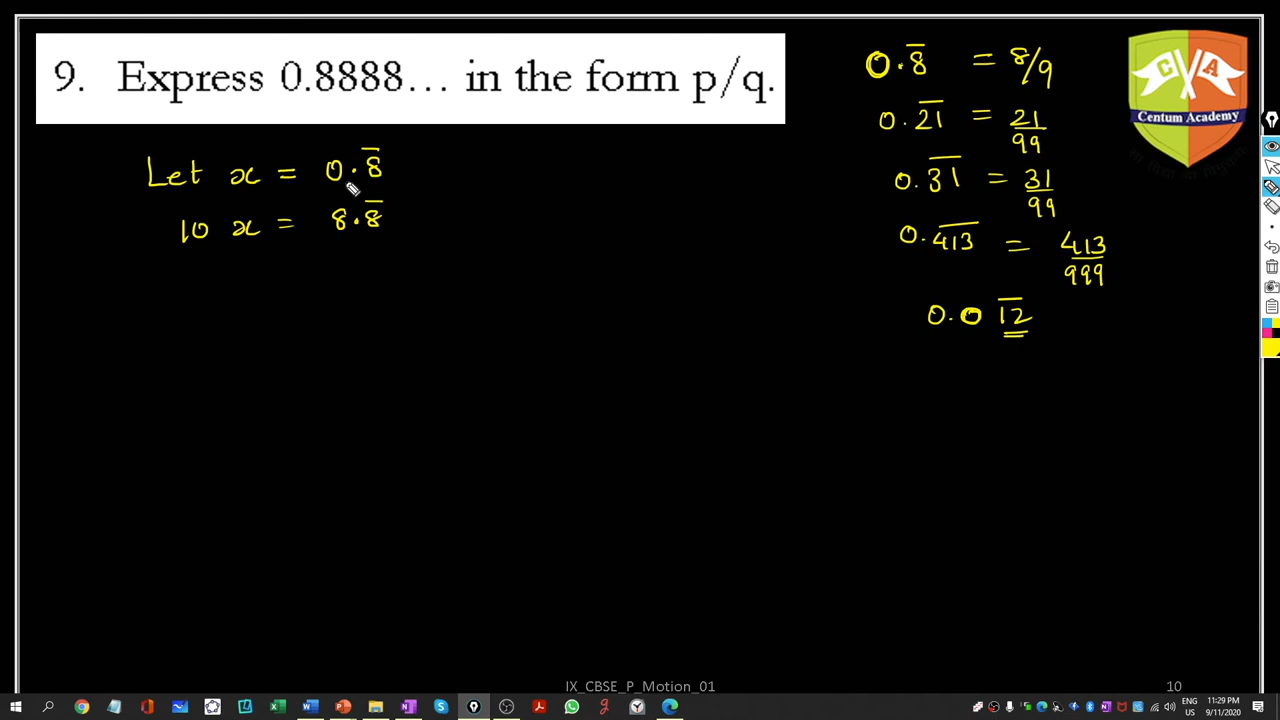 9. Express 0.8888... in the form p/q.
Let x = 0.8̅
10 x = 8.8̅
0.8̅ = 8/9
0.2̅1̅ = 21/99
0.3̅1̅ = 31/99
0.4̅1̅3̅ = 413/999
0.0 1̅2̅
C A
Centum Academy
IX_CBSE_P_Motion_01
10
ENG
US
11:29 PM
9/11/2020